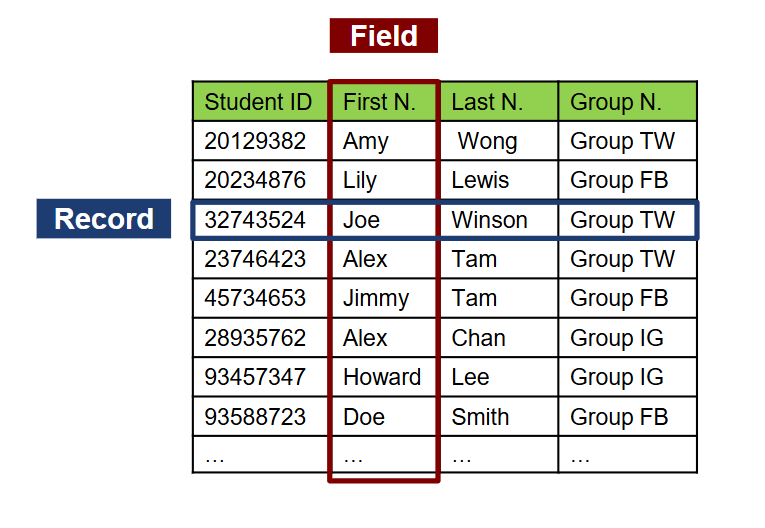 Field
Student ID First N. Last N. Group N.
20129382 Amy Wong Group TW
20234876 Lily Lewis Group FB
Record 32743524 Joe Winson Group TW
23746423 Alex Tam Group TW
45734653 Jimmy Tam Group FB
28935762 Alex Chan Group IG
93457347 Howard Lee Group IG
93588723 Doe Smith Group FB
... ... ... ...